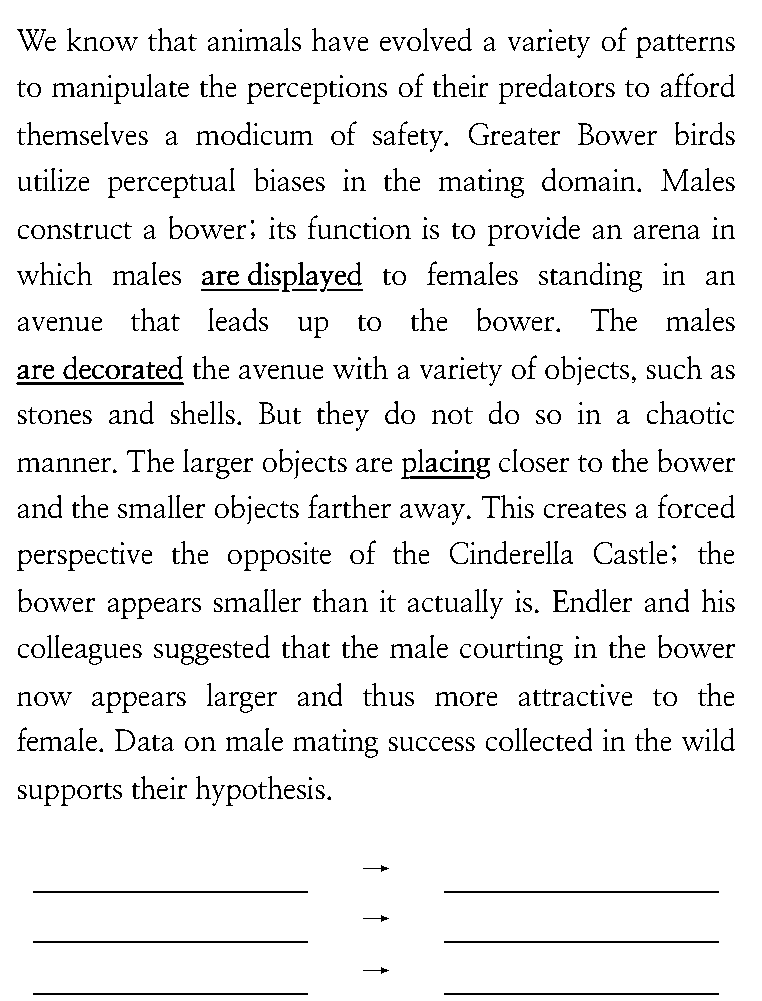 We know that animals have evolved a variety of patterns
to manipulate the perceptions of their predators to afford
themselves a modicum of safety. Greater Bower birds
utilize perceptual biases in the mating domain. Males
construct a bower; its function is to provide an arena in
which males are displayed to females standing in an
avenue that leads up to the bower. The males
are decorated the avenue with a variety of objects, such as
stones and shells. But they do not do so in a chaotic
manner. The larger objects are placing closer to the bower
and the smaller objects farther away. This creates a forced
perspective the opposite of the Cinderella Castle; the
bower appears smaller than it actually is. Endler and his
colleagues suggested that the male courting in the bower
now appears larger and thus more attractive to the
female. Data on male mating success collected in the wild
supports their hypothesis.
→
→
→